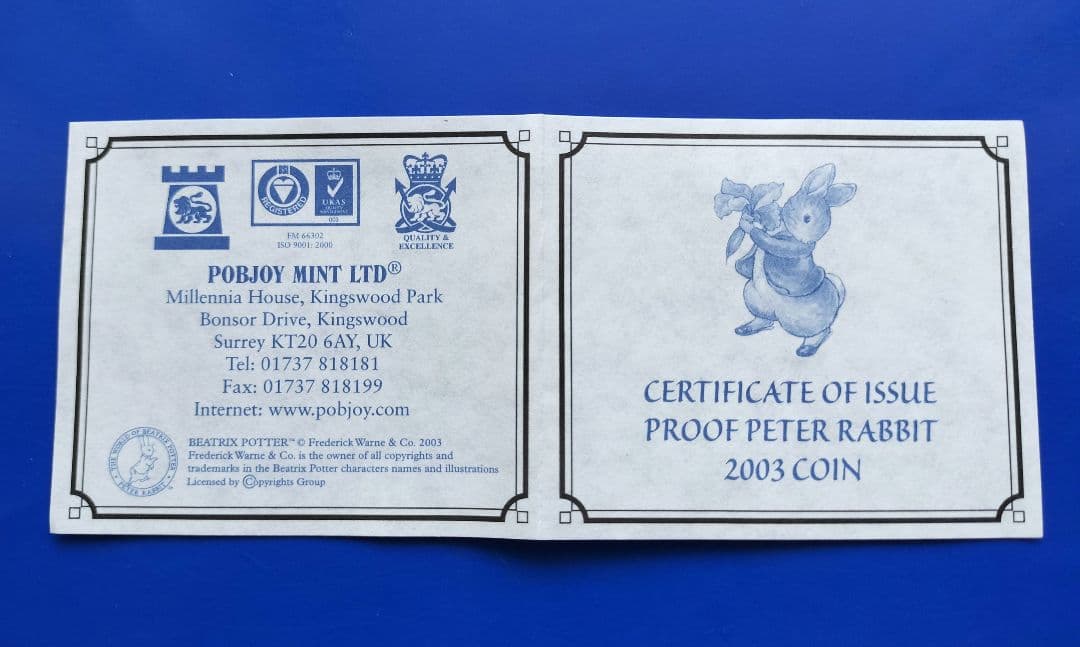 REGISTERED
UKAS
QUALITY
MANAGEMENT
003
FM 66302
ISO 9001: 2000
QUALITY &
EXCELLENCE
POBJOY MINT LTD®
Millennia House, Kingswood Park
Bonsor Drive, Kingswood
Surrey KT20 6AY, UK
Tel: 01737 818181
Fax: 01737 818199
Internet: www.pobjoy.com
THE WORLD OF BEATRIX POTTER
PETER RABBIT™
BEATRIX POTTER™ © Frederick Warne & Co. 2003
Frederick Warne & Co. is the owner of all copyrights and
trademarks in the Beatrix Potter characters names and illustrations
Licensed by ©opyrights Group
CERTIFICATE OF ISSUE
PROOF PETER RABBIT
2003 COIN